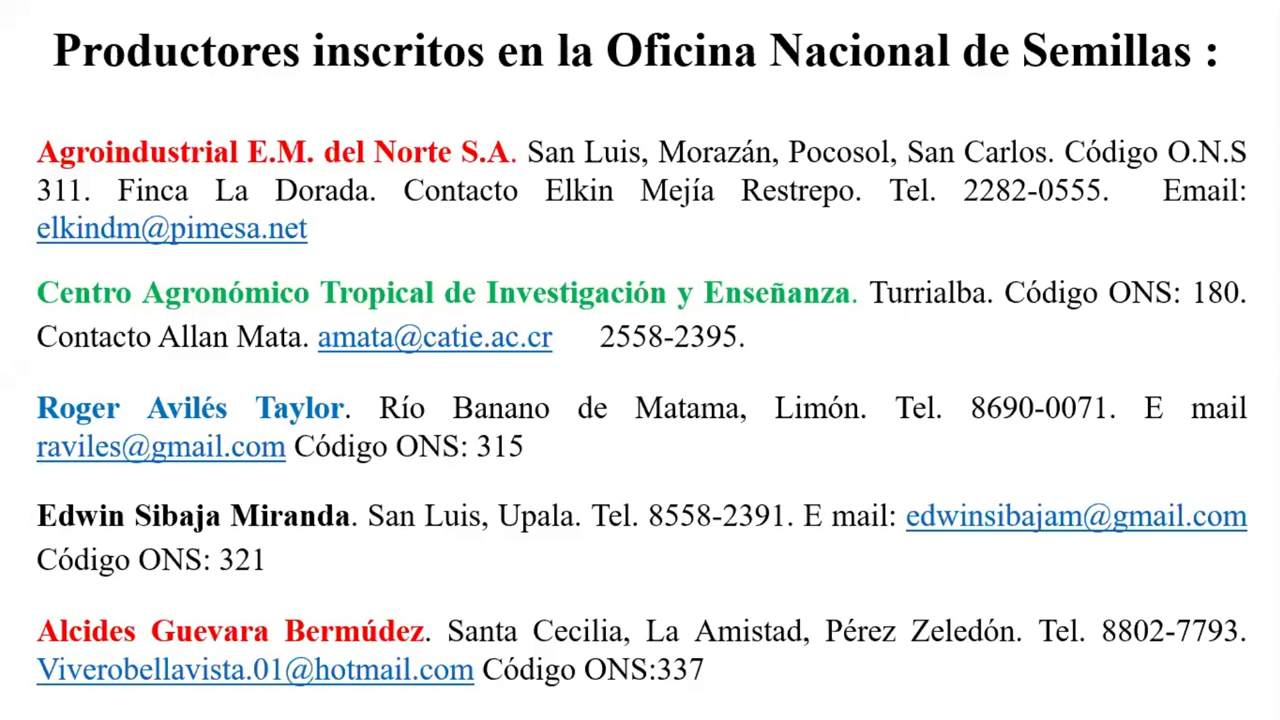 Productores inscritos en la Oficina Nacional de Semillas :
Agroindustrial E.M. del Norte S.A. San Luis, Morazán, Pocosol, San Carlos. Código O.N.S
311. Finca La Dorada. Contacto Elkin Mejía Restrepo. Tel. 2282-0555. Email:
elkindm@pimesa.net
Centro Agronómico Tropical de Investigación y Enseñanza. Turrialba. Código ONS: 180.
Contacto Allan Mata. amata@catie.ac.cr 2558-2395.
Roger Avilés Taylor. Río Banano de Matama, Limón. Tel. 8690-0071. E mail
raviles@gmail.com Código ONS: 315
Edwin Sibaja Miranda. San Luis, Upala. Tel. 8558-2391. E mail: edwinsibajam@gmail.com
Código ONS: 321
Alcides Guevara Bermúdez. Santa Cecilia, La Amistad, Pérez Zeledón. Tel. 8802-7793.
Viverobellavista.01@hotmail.com Código ONS:337